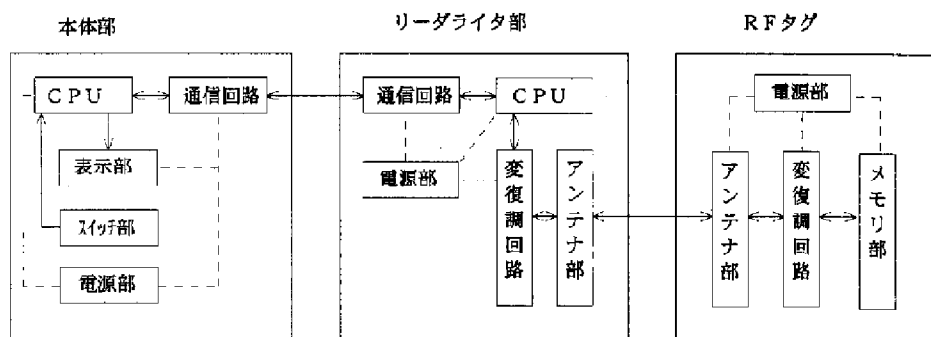 本体部
リーダライタ部
ＲＦタグ
ＣＰＵ
通信回路
表示部
ｽｲｯﾁ部
電源部
通信回路
ＣＰＵ
電源部
変復調回路
アンテナ部
電源部
アンテナ部
変復調回路
メモリ部